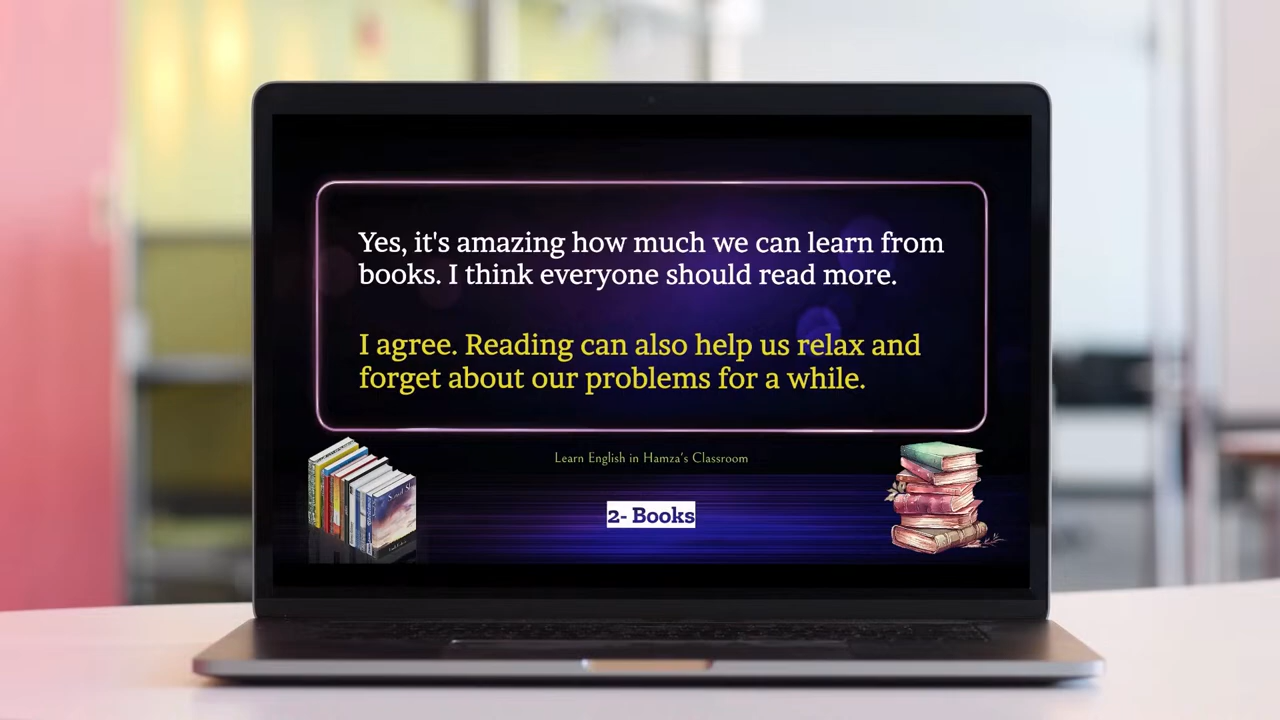 Yes, it's amazing how much we can learn from
books. I think everyone should read more.
I agree. Reading can also help us relax and
forget about our problems for a while.
Learn English in Hamza's Classroom
2- Books